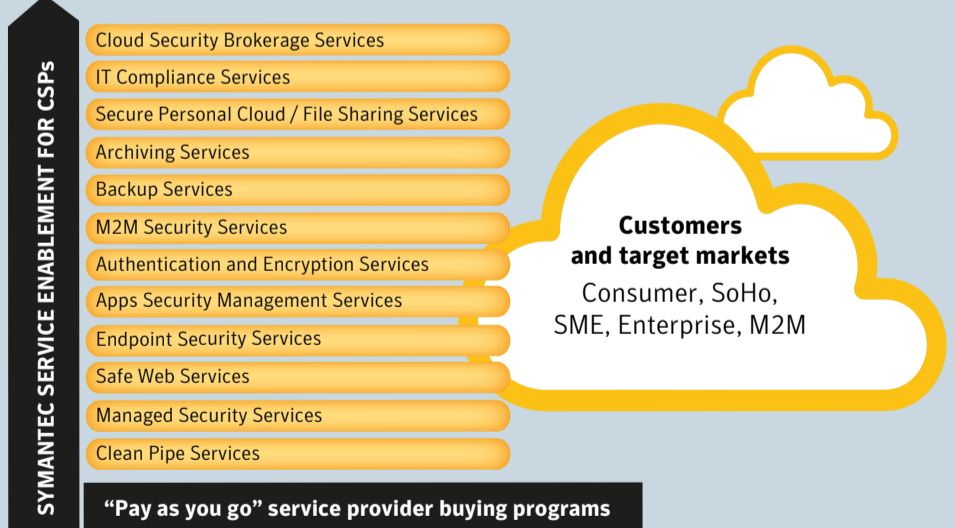 SYMANTEC SERVICE ENABLEMENT FOR CSPs
Cloud Security Brokerage Services
IT Compliance Services
Secure Personal Cloud / File Sharing Services
Archiving Services
Backup Services
M2M Security Services
Authentication and Encryption Services
Apps Security Management Services
Endpoint Security Services
Safe Web Services
Managed Security Services
Clean Pipe Services
“Pay as you go” service provider buying programs
Customers
and target markets
Consumer, SoHo,
SME, Enterprise, M2M